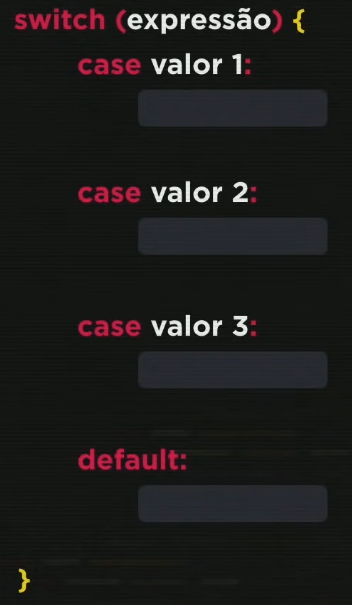 switch (expressão) {
case valor 1:
case valor 2:
case valor 3:
default:
}